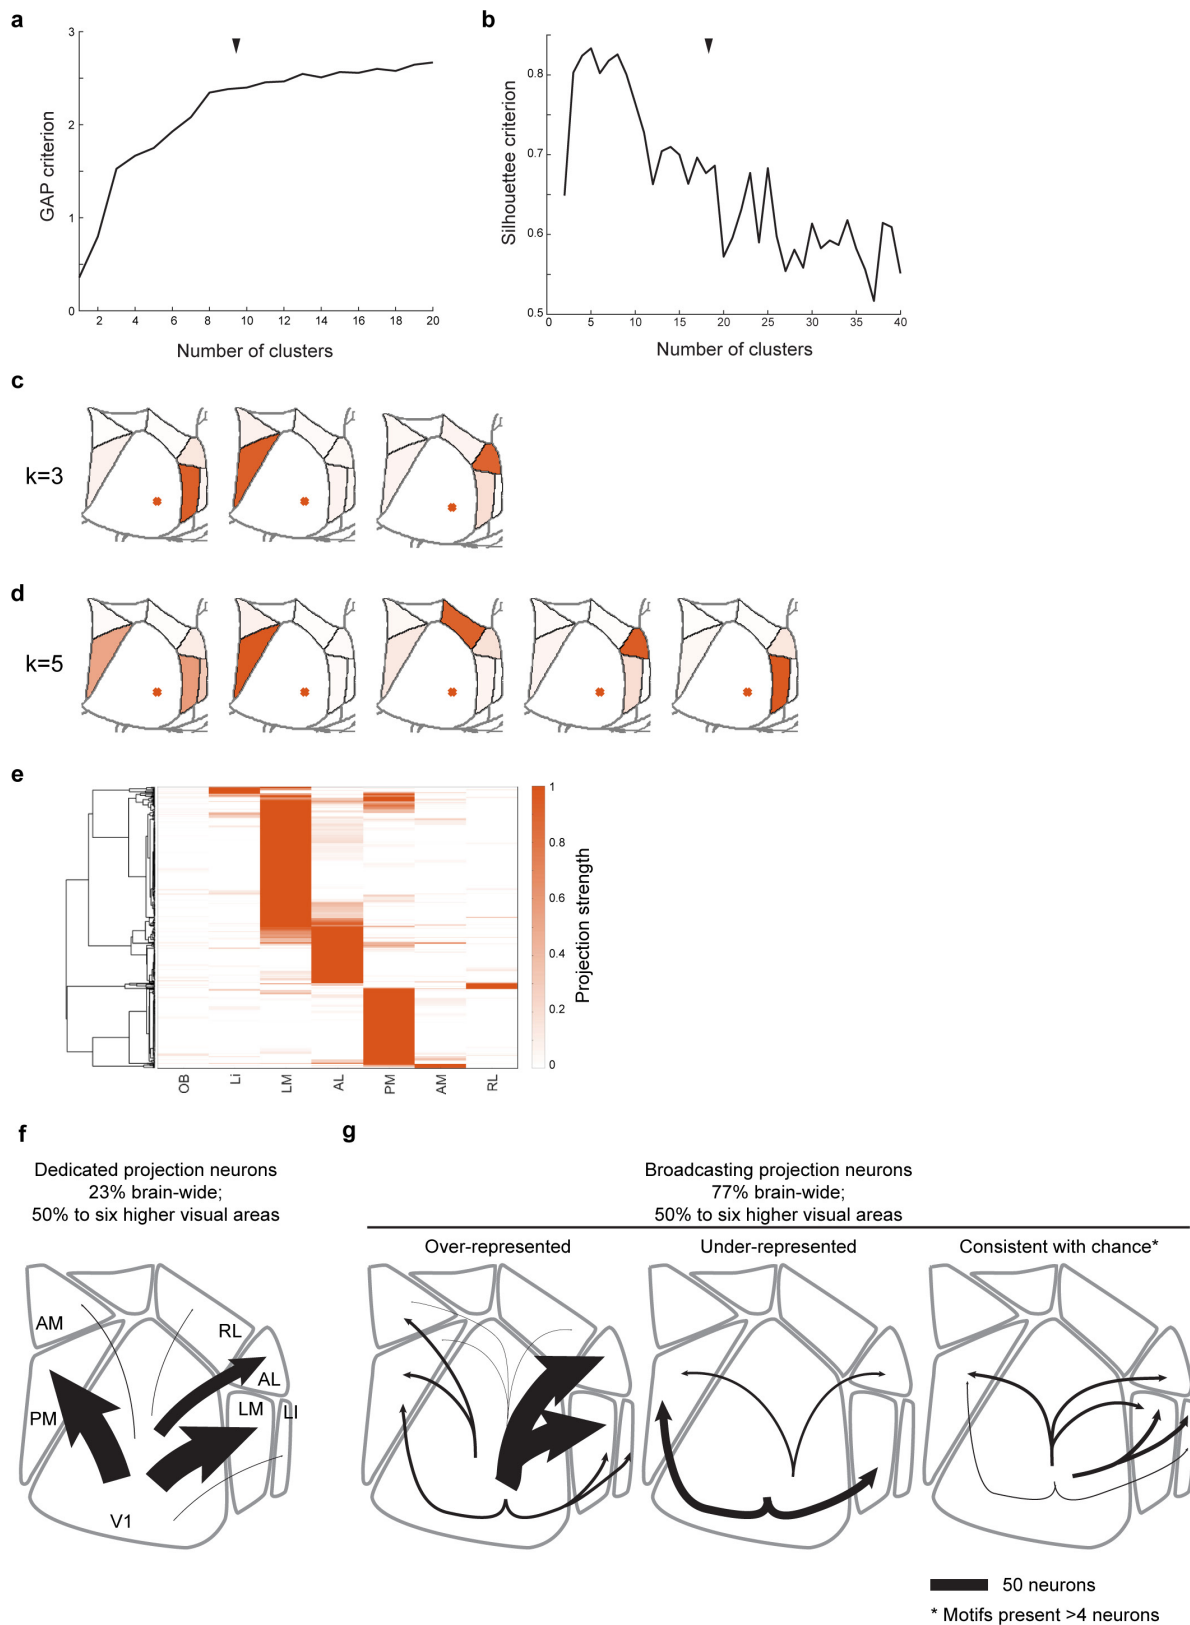 a
3
2
1
0
GAP criterion
2 4 6 8 10 12 14 16 18 20
Number of clusters
b
0.8
0.7
0.6
0.5
Silhouettee criterion
0 5 10 15 20 25 30 35 40
Number of clusters
c
k=3
d
k=5
e
OB Li LM AL PM AM RL
1
0.8
0.6
0.4
0.2
0
Projection strength
f
Dedicated projection neurons
23% brain-wide;
50% to six higher visual areas
AM
RL
AL
PM
LM
LI
V1
g
Broadcasting projection neurons
77% brain-wide;
50% to six higher visual areas
Over-represented
Under-represented
Consistent with chance*
50 neurons
* Motifs present >4 neurons